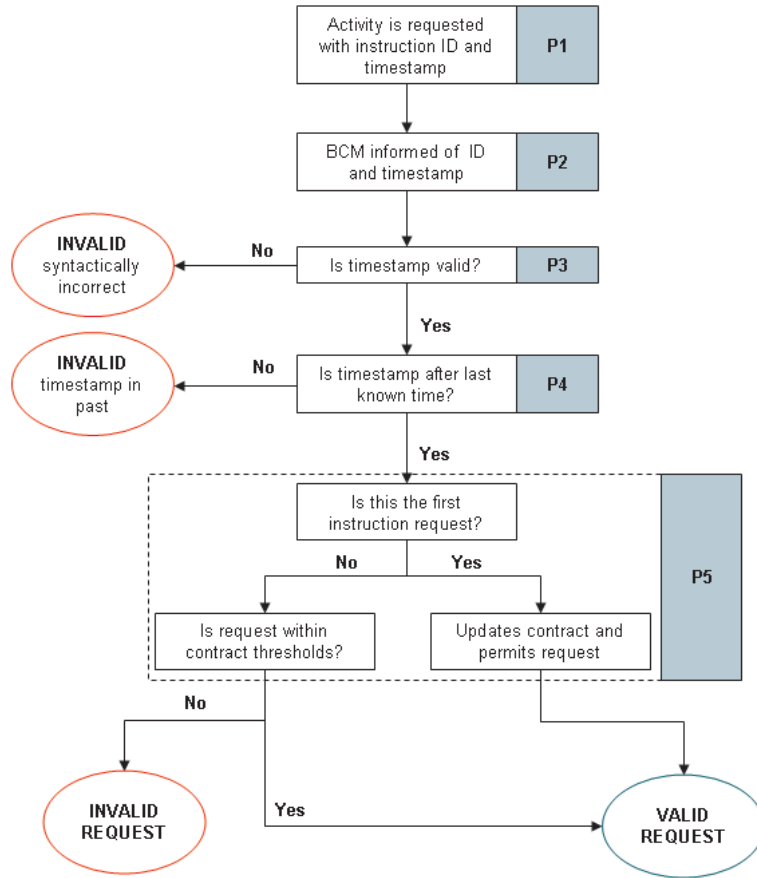 Activity is requested
with instruction ID and
timestamp
P1
BCM informed of ID
and timestamp
P2
INVALID
syntactically
incorrect
No
Is timestamp valid?
P3
Yes
INVALID
timestamp in
past
No
Is timestamp after last
known time?
P4
Yes
Is this the first
instruction request?
No
Yes
P5
Is request within
contract thresholds?
Updates contract and
permits request
No
INVALID
REQUEST
Yes
VALID
REQUEST